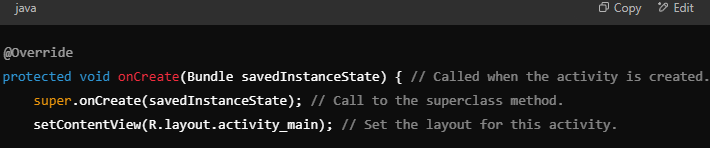 java
Copy
Edit
@Override
protected void onCreate(Bundle savedInstanceState) { // Called when the activity is created.
    super.onCreate(savedInstanceState); // Call to the superclass method.
    setContentView(R.layout.activity_main); // Set the layout for this activity.